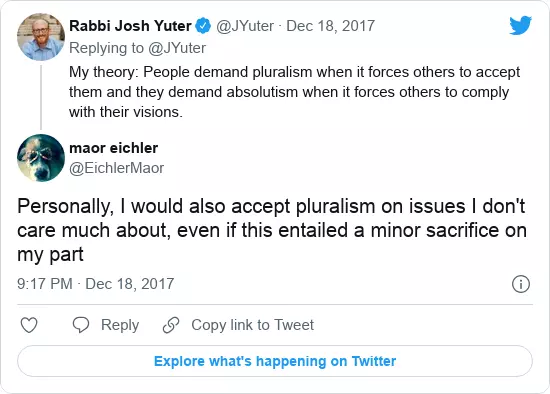 Rabbi Josh Yuter @JYuter · Dec 18, 2017
Replying to @JYuter
My theory: People demand pluralism when it forces others to accept
them and they demand absolutism when it forces others to comply
with their visions.
maor eichler
@EichlerMaor
Personally, I would also accept pluralism on issues I don't
care much about, even if this entailed a minor sacrifice on
my part
9:17 PM · Dec 18, 2017
Reply Copy link to Tweet
Explore what's happening on Twitter